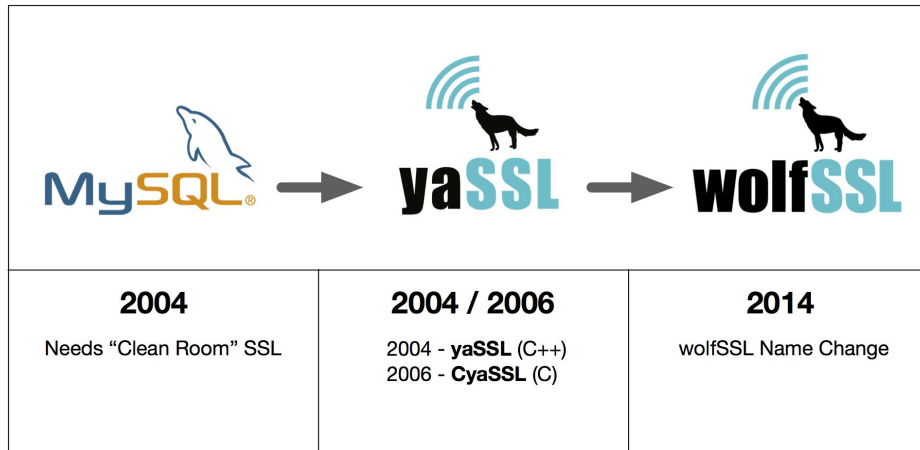 MySQL®
yaSSL
wolfSSL
2004
Needs “Clean Room” SSL
2004 / 2006
2004 - yaSSL (C++)
2006 - CyaSSL (C)
2014
wolfSSL Name Change